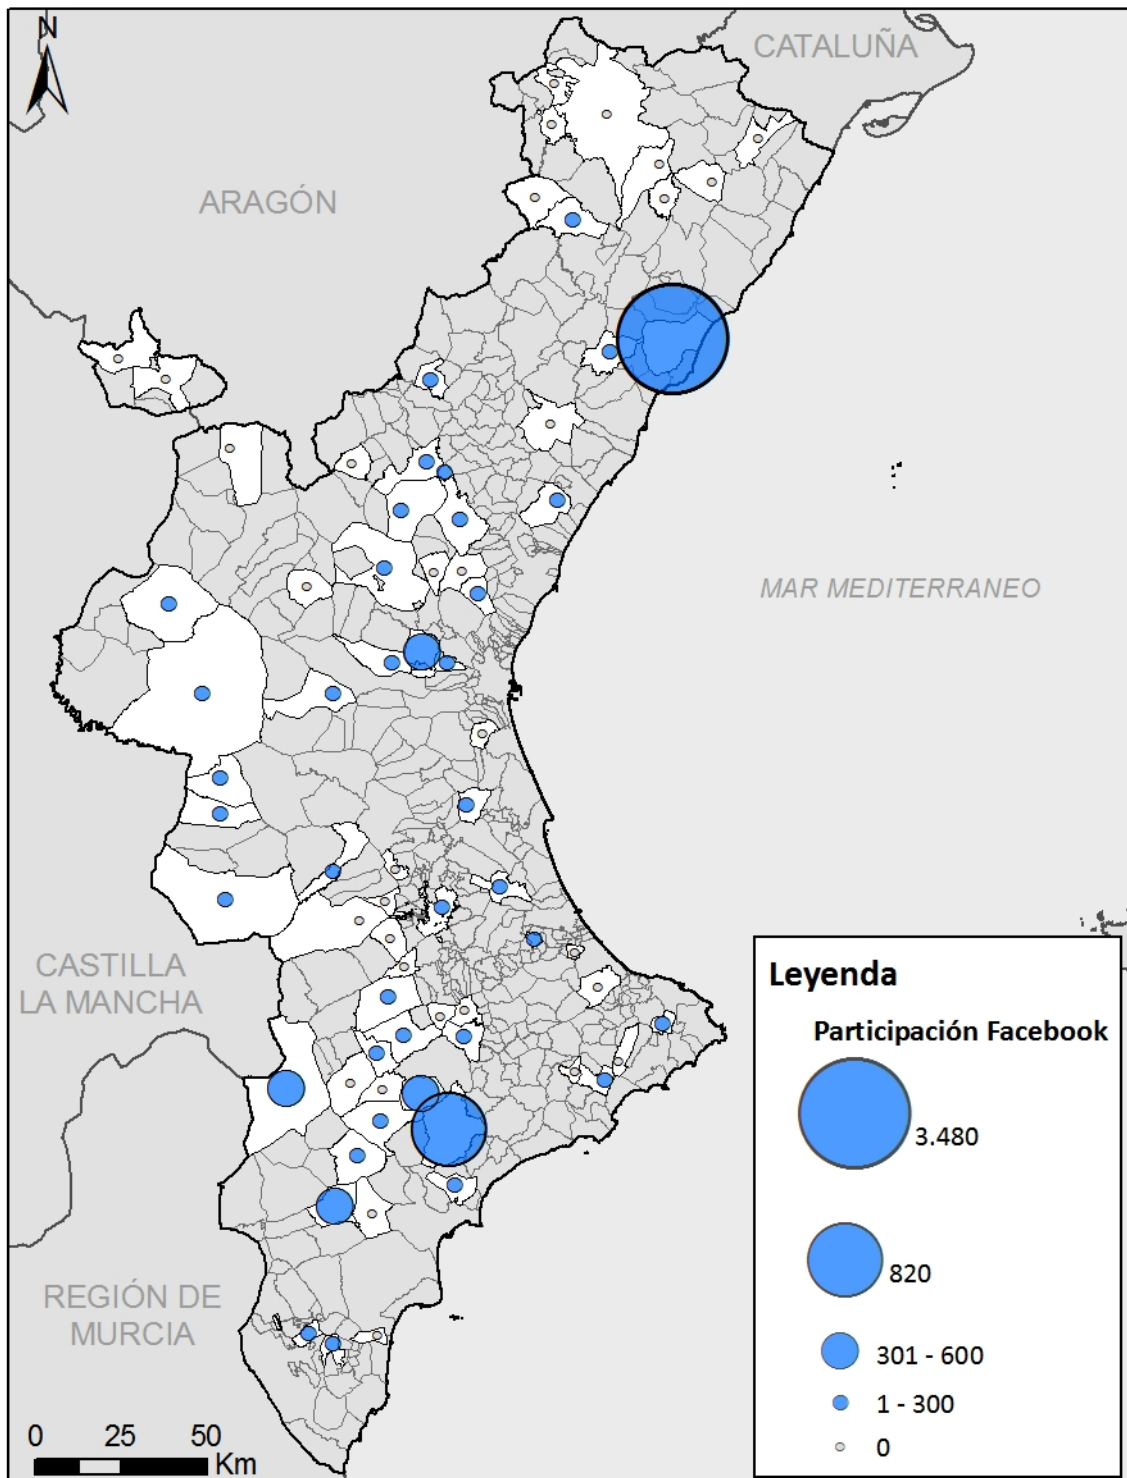 N
CATALUÑA
ARAGÓN
MAR MEDITERRANEO
CASTILLA
LA MANCHA
REGIÓN DE
MURCIA
Leyenda
Participación Facebook
3.480
820
301 - 600
1 - 300
0
0 25 50
Km